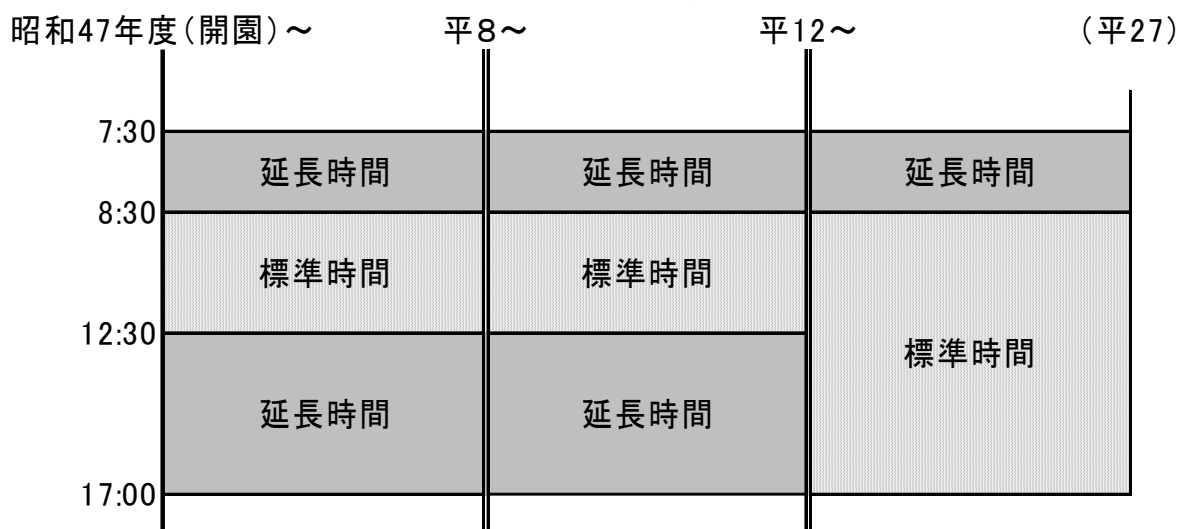 昭和47年度(開園)～ 平8～ 平12～ (平27)
7:30
延長時間 延長時間 延長時間
8:30
標準時間 標準時間
12:30
標準時間
延長時間 延長時間
17:00